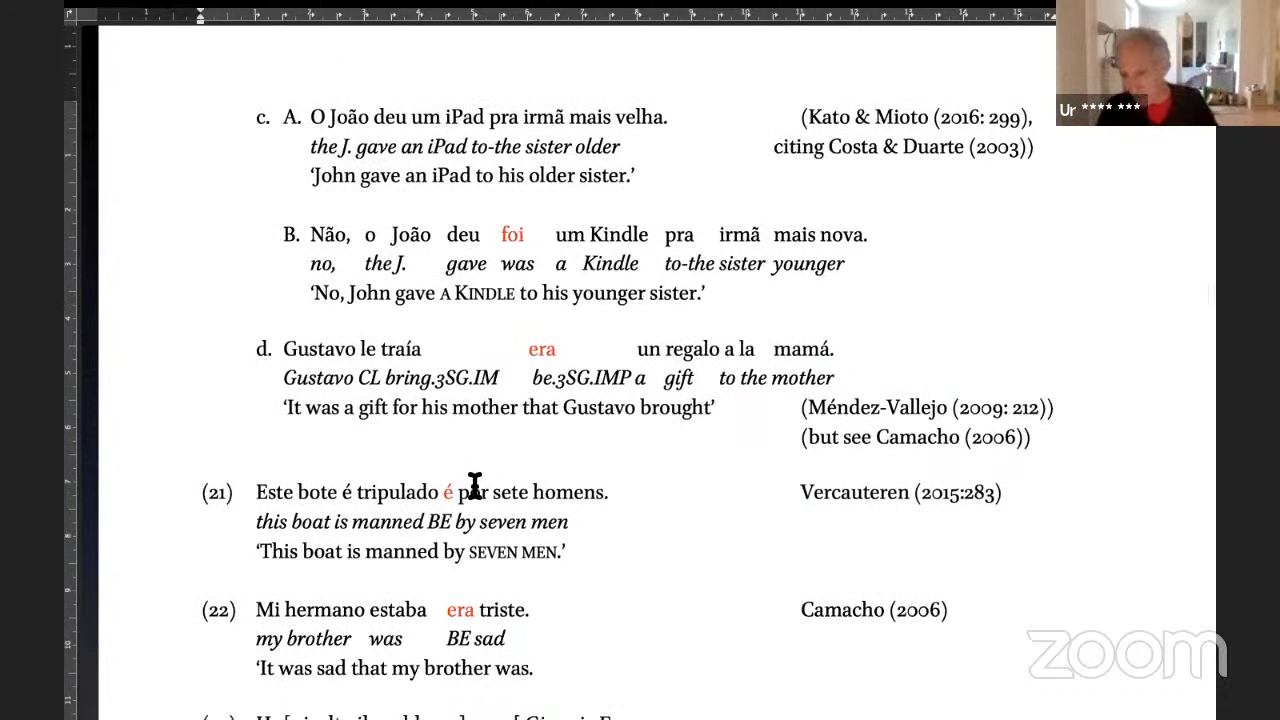 c. A. O João deu um iPad pra irmã mais velha. (Kato & Mioto (2016: 299),
the J. gave an iPad to-the sister older citing Costa & Duarte (2003))
‘John gave an iPad to his older sister.’
Ur **** ***
B. Não, o João deu foi um Kindle pra irmã mais nova.
no, the J. gave was a Kindle to-the sister younger
‘No, John gave A KINDLE to his younger sister.’
d. Gustavo le traía era un regalo a la mamá.
Gustavo CL bring.3SG.IM be.3SG.IMP a gift to the mother
‘It was a gift for his mother that Gustavo brought’ (Méndez-Vallejo (2009: 212))
(but see Camacho (2006))
(21) Este bote é tripulado é por sete homens. Vercauteren (2015:283)
this boat is manned BE by seven men
‘This boat is manned by SEVEN MEN.’
(22) Mi hermano estaba era triste. Camacho (2006)
my brother was BE sad
‘It was sad that my brother was.
zoom